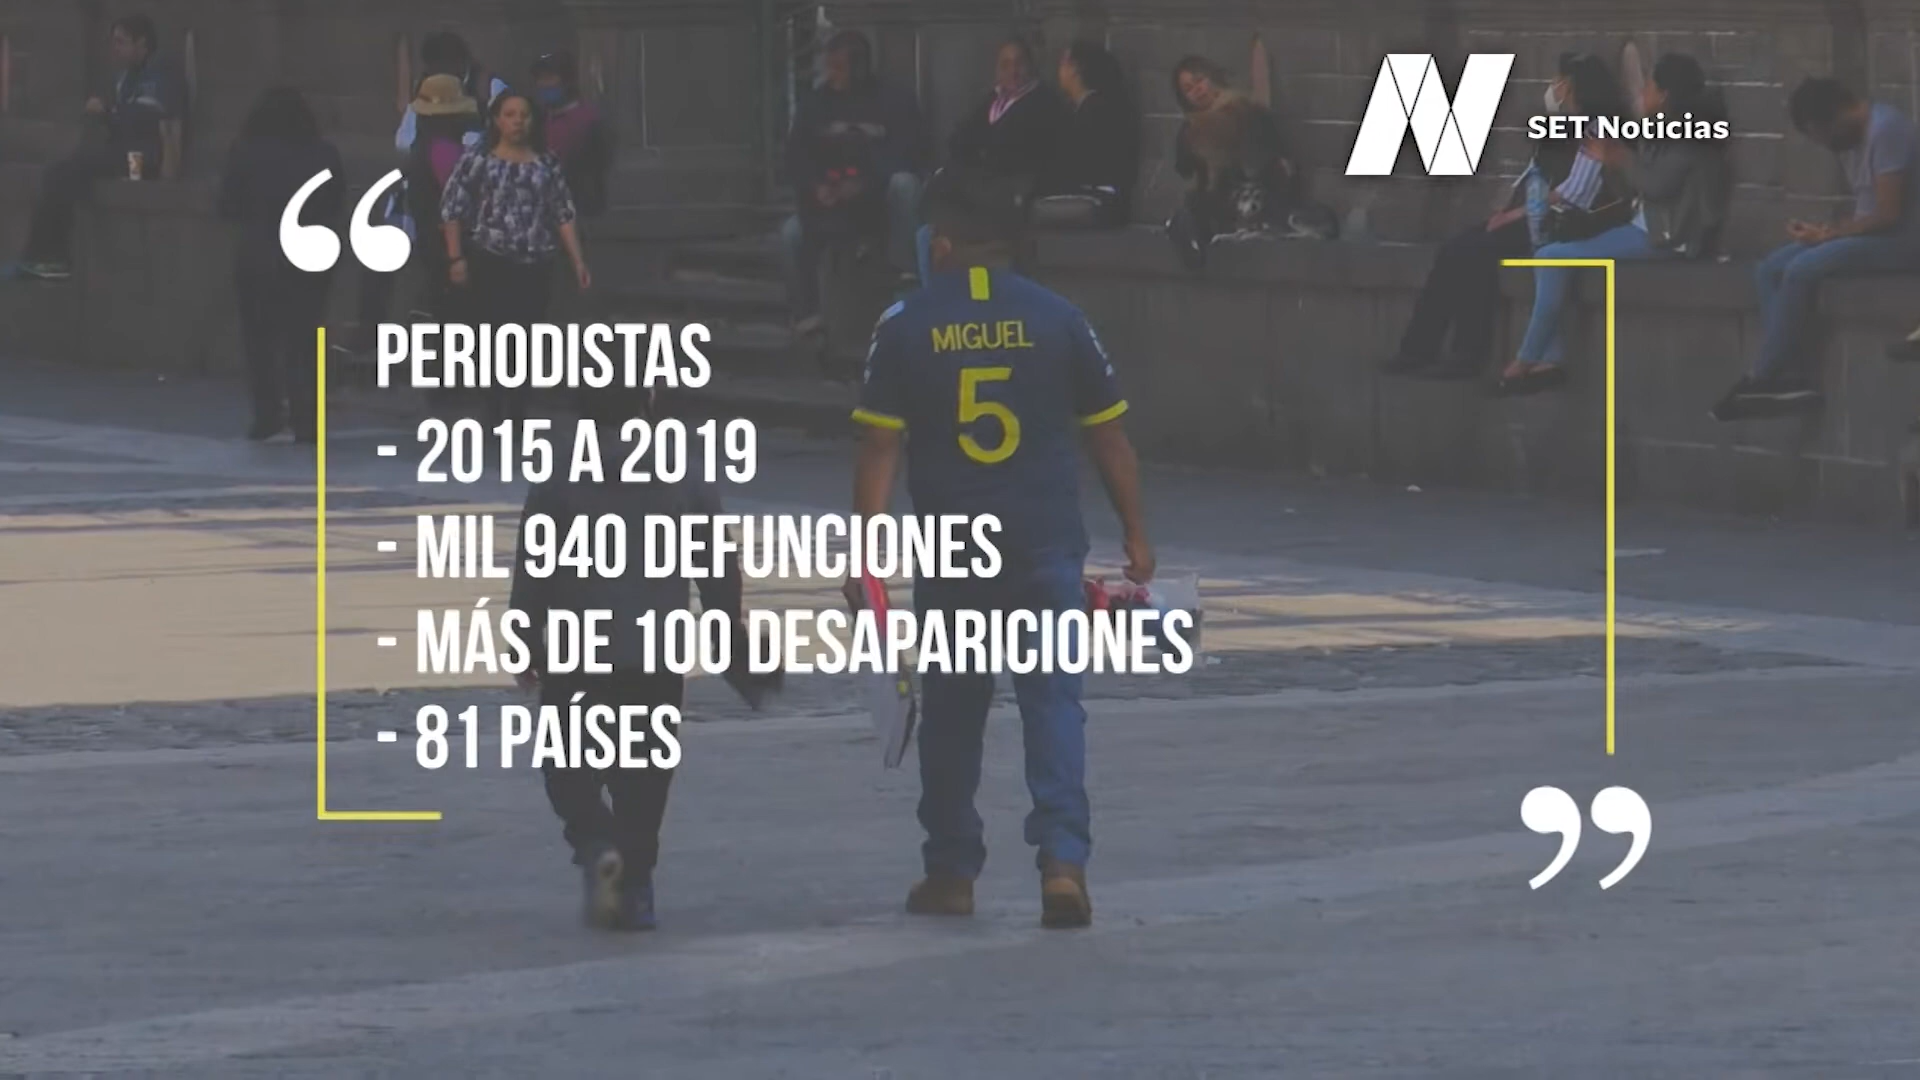 SET Noticias
MIGUEL
5
PERIODISTAS
- 2015 A 2019
- MIL 940 DEFUNCIONES
- MÁS DE 100 DESAPARICIONES
- 81 PAÍSES